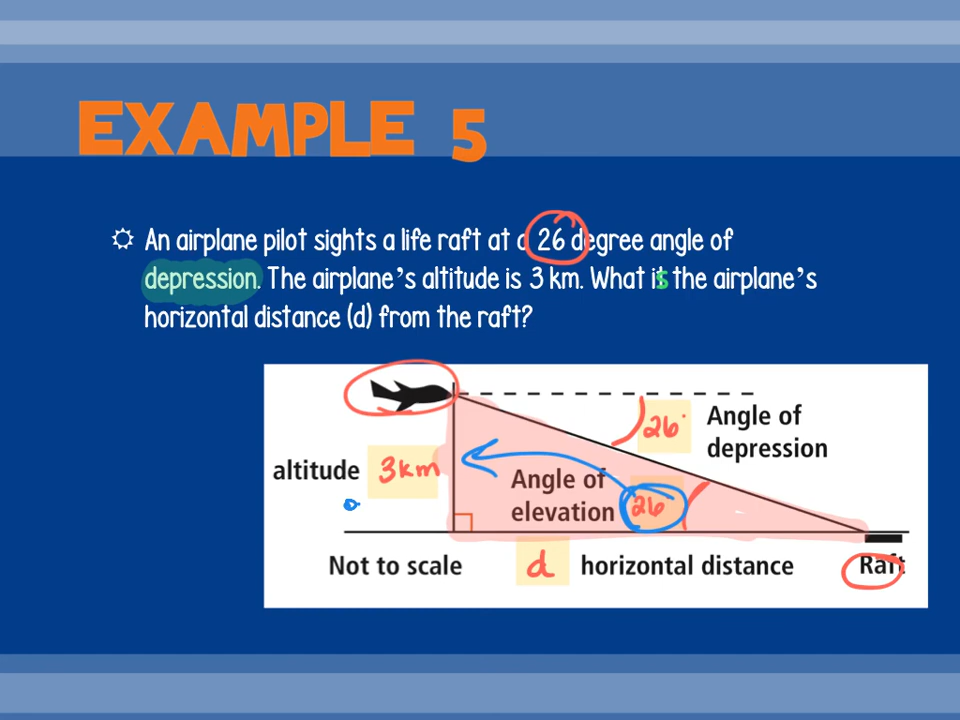 EXAMPLE 5
An airplane pilot sights a life raft at a 26 degree angle of
depression. The airplane's altitude is 3 km. What is the airplane's
horizontal distance (d) from the raft?
26°
Angle of
depression
altitude 3km
Angle of
elevation 26
o
Not to scale
d horizontal distance
Raft